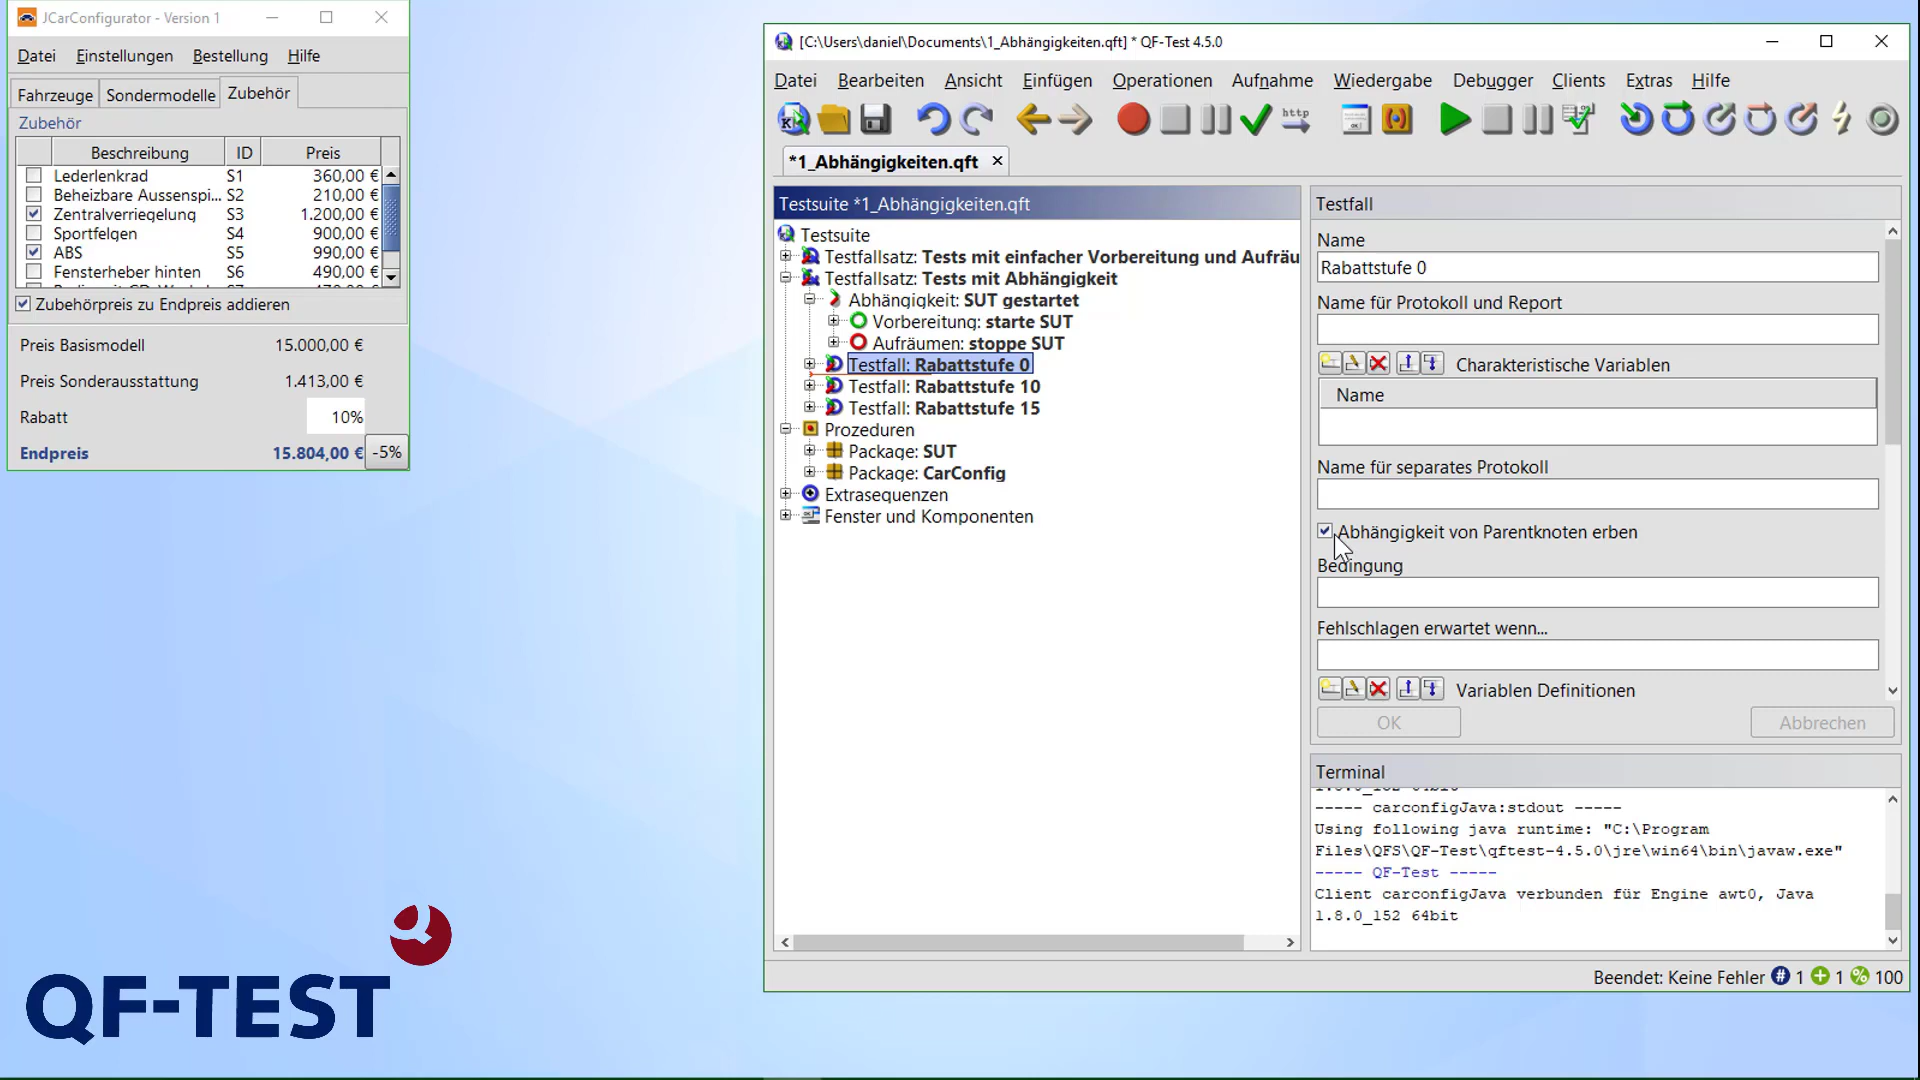 JCarConfigurator - Version 1
Datei Einstellungen Bestellung Hilfe
Fahrzeuge Sondermodelle Zubehör
Zubehör
Beschreibung ID Preis
Lederlenkrad S1 360,00 €
Beheizbare Aussenspi... S2 210,00 €
Zentralverriegelung S3 1.200,00 €
Sportfelgen S4 900,00 €
ABS S5 990,00 €
Fensterheber hinten S6 490,00 €
Zubehörpreis zu Endpreis addieren
Preis Basismodell 15.000,00 €
Preis Sonderausstattung 1.413,00 €
Rabatt 10%
Endpreis 15.804,00 € -5%
QF-TEST
[C:\Users\daniel\Documents\1_Abhängigkeiten.qft] * QF-Test 4.5.0
Datei Bearbeiten Ansicht Einfügen Operationen Aufnahme Wiedergabe Debugger Clients Extras Hilfe
http
*1_Abhängigkeiten.qft
Testsuite *1_Abhängigkeiten.qft
Testsuite
Testfallsatz: Tests mit einfacher Vorbereitung und Aufräu
Testfallsatz: Tests mit Abhängigkeit
Abhängigkeit: SUT gestartet
Vorbereitung: starte SUT
Aufräumen: stoppe SUT
Testfall: Rabattstufe 0
Testfall: Rabattstufe 10
Testfall: Rabattstufe 15
Prozeduren
Package: SUT
Package: CarConfig
Extrasequenzen
Fenster und Komponenten
Testfall
Name
Rabattstufe 0
Name für Protokoll und Report
Charakteristische Variablen
Name
Name für separates Protokoll
Abhängigkeit von Parentknoten erben
Bedingung
Fehlschlagen erwartet wenn...
Variablen Definitionen
OK Abbrechen
Terminal
----- carconfigJava:stdout -----
Using following java runtime: "C:\Program
Files\QFS\QF-Test\qftest-4.5.0\jre\win64\bin\javaw.exe"
----- QF-Test -----
Client carconfigJava verbunden für Engine awt0, Java
1.8.0_152 64bit
Beendet: Keine Fehler 1 1 100